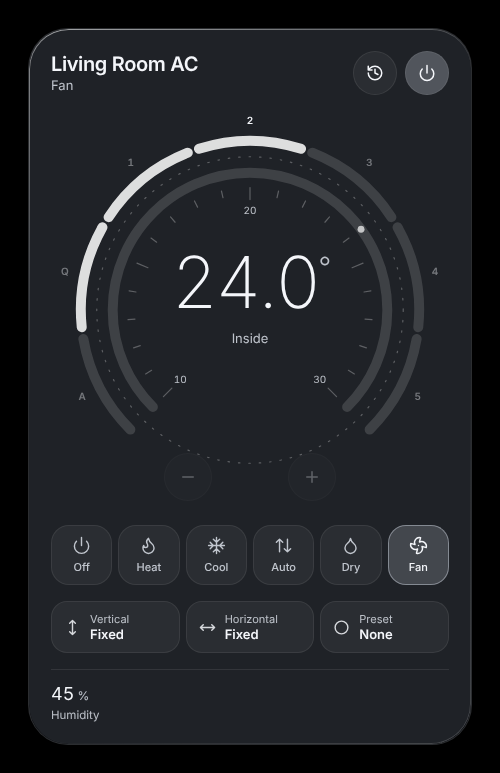 Living Room AC
Fan
2
1
3
20
Q
4
24.0°
Inside
10
30
A
5
Off
Heat
Cool
Auto
Dry
Fan
Vertical
Fixed
Horizontal
Fixed
Preset
None
45 %
Humidity